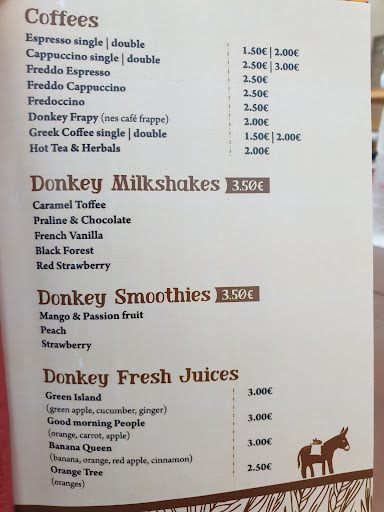 Coffees
Espresso single | double 1.50€ | 2.00€
Cappuccino single | double 2.50€ | 3.00€
Freddo Espresso 2.50€
Freddo Cappuccino 2.50€
Fredoccino 2.50€
Donkey Frapy (nes café frappe) 2.00€
Greek Coffee single | double 1.50€ | 2.00€
Hot Tea & Herbals 2.00€
Donkey Milkshakes 3.50€
Caramel Toffee
Praline & Chocolate
French Vanilla
Black Forest
Red Strawberry
Donkey Smoothies 3.50€
Mango & Passion fruit
Peach
Strawberry
Donkey Fresh Juices
Green Island 3.00€
(green apple, cucumber, ginger)
Good morning People 3.00€
(orange, carrot, apple)
Banana Queen 3.00€
(banana, orange, red apple, cinnamon)
Orange Tree 2.50€
(oranges)